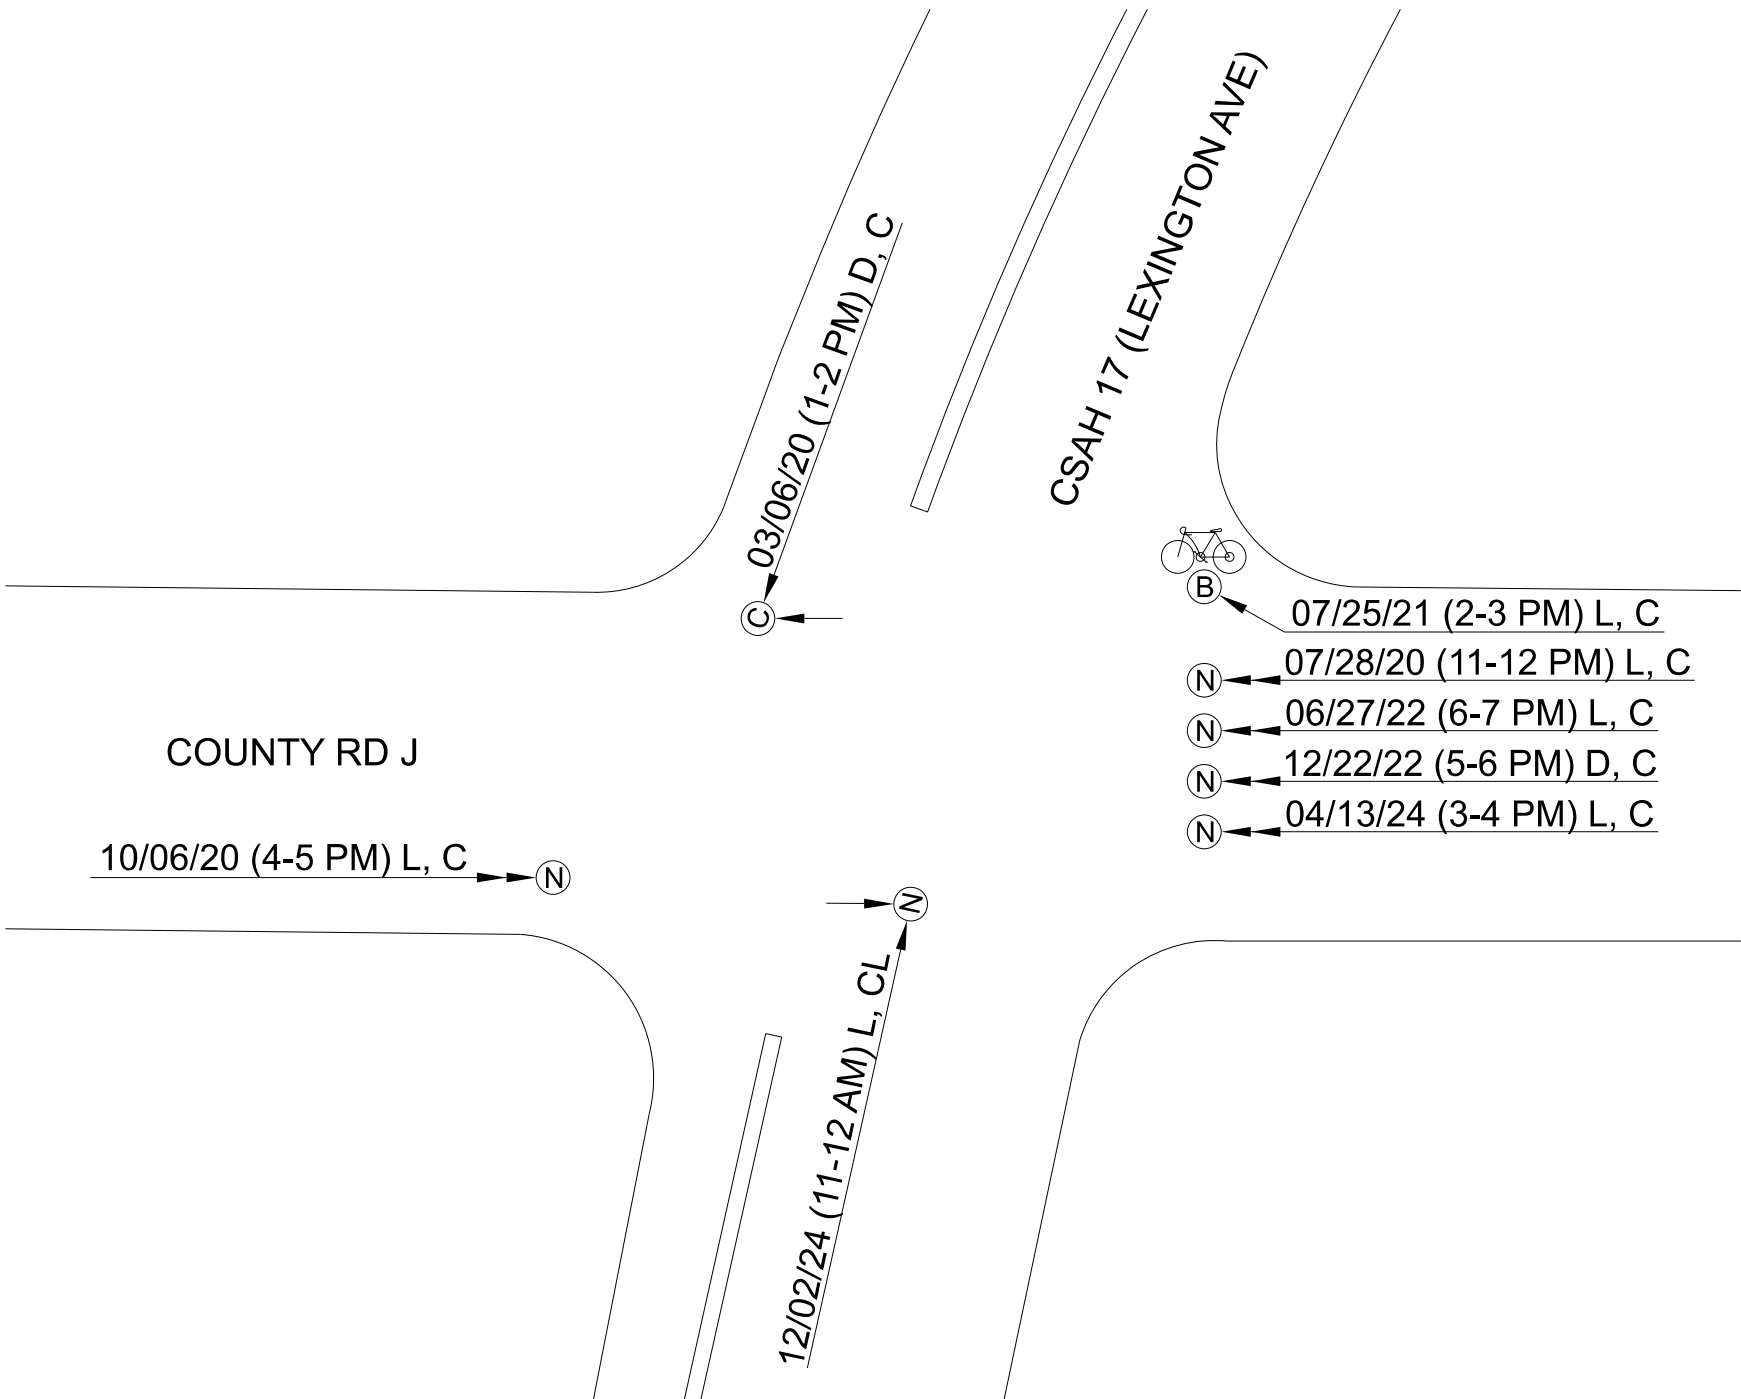 CSAH 17 (LEXINGTON AVE)
03/06/20 (1-2 PM) D, C
C
B
07/25/21 (2-3 PM) L, C
N
07/28/20 (11-12 PM) L, C
N
06/27/22 (6-7 PM) L, C
N
12/22/22 (5-6 PM) D, C
N
04/13/24 (3-4 PM) L, C
COUNTY RD J
10/06/20 (4-5 PM) L, C
N
N
12/02/24 (11-12 AM) L, CL